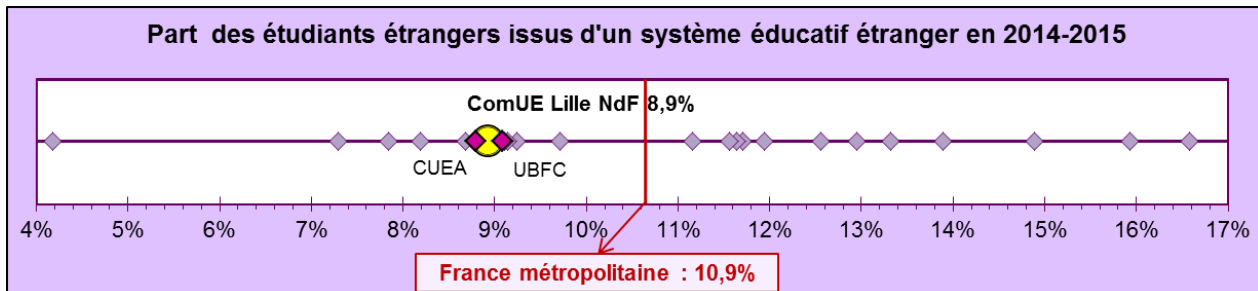 Part des étudiants étrangers issus d'un système éducatif étranger en 2014-2015
ComUE Lille NdF 8,9%
CUEA UBFC
4% 5% 6% 7% 8% 9% 10% 11% 12% 13% 14% 15% 16% 17%
France métropolitaine : 10,9%